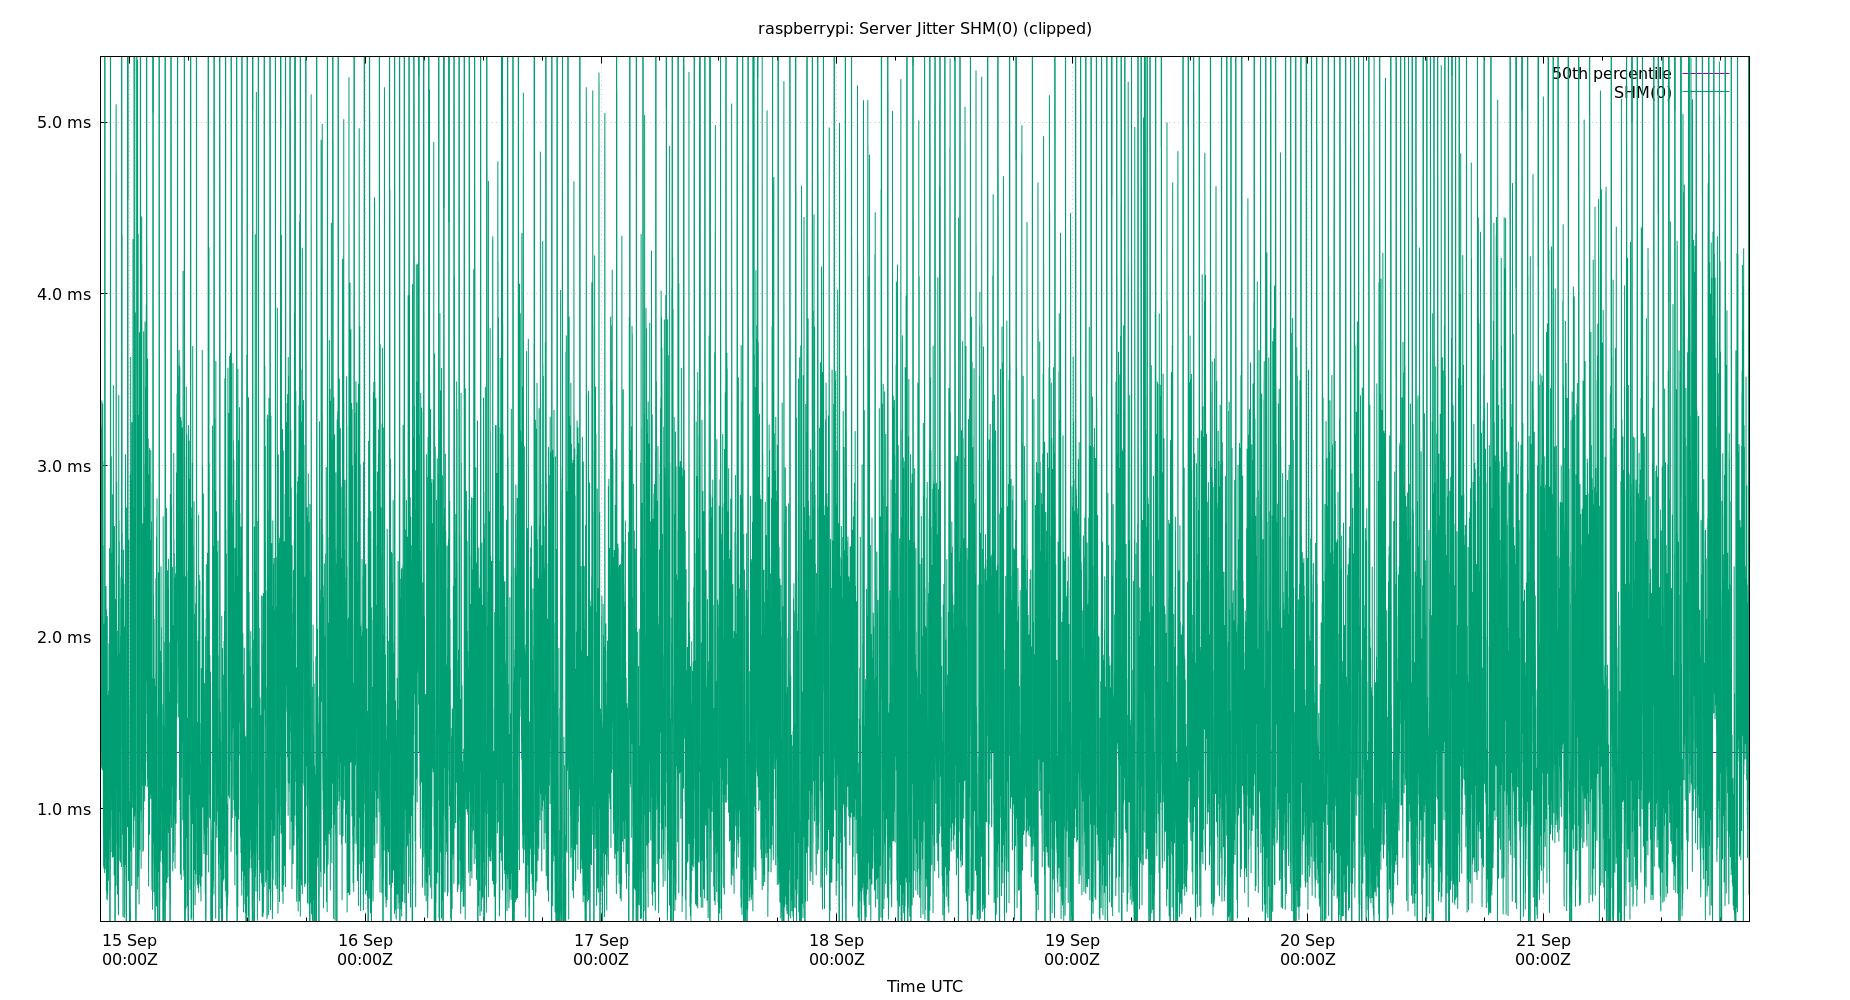 raspberrypi: Server Jitter SHM(0) (clipped)
50th percentile
SHM(0)
5.0 ms
4.0 ms
3.0 ms
2.0 ms
1.0 ms
15 Sep 16 Sep 17 Sep 18 Sep 19 Sep 20 Sep 21 Sep
00:00Z 00:00Z 00:00Z 00:00Z 00:00Z 00:00Z 00:00Z
Time UTC